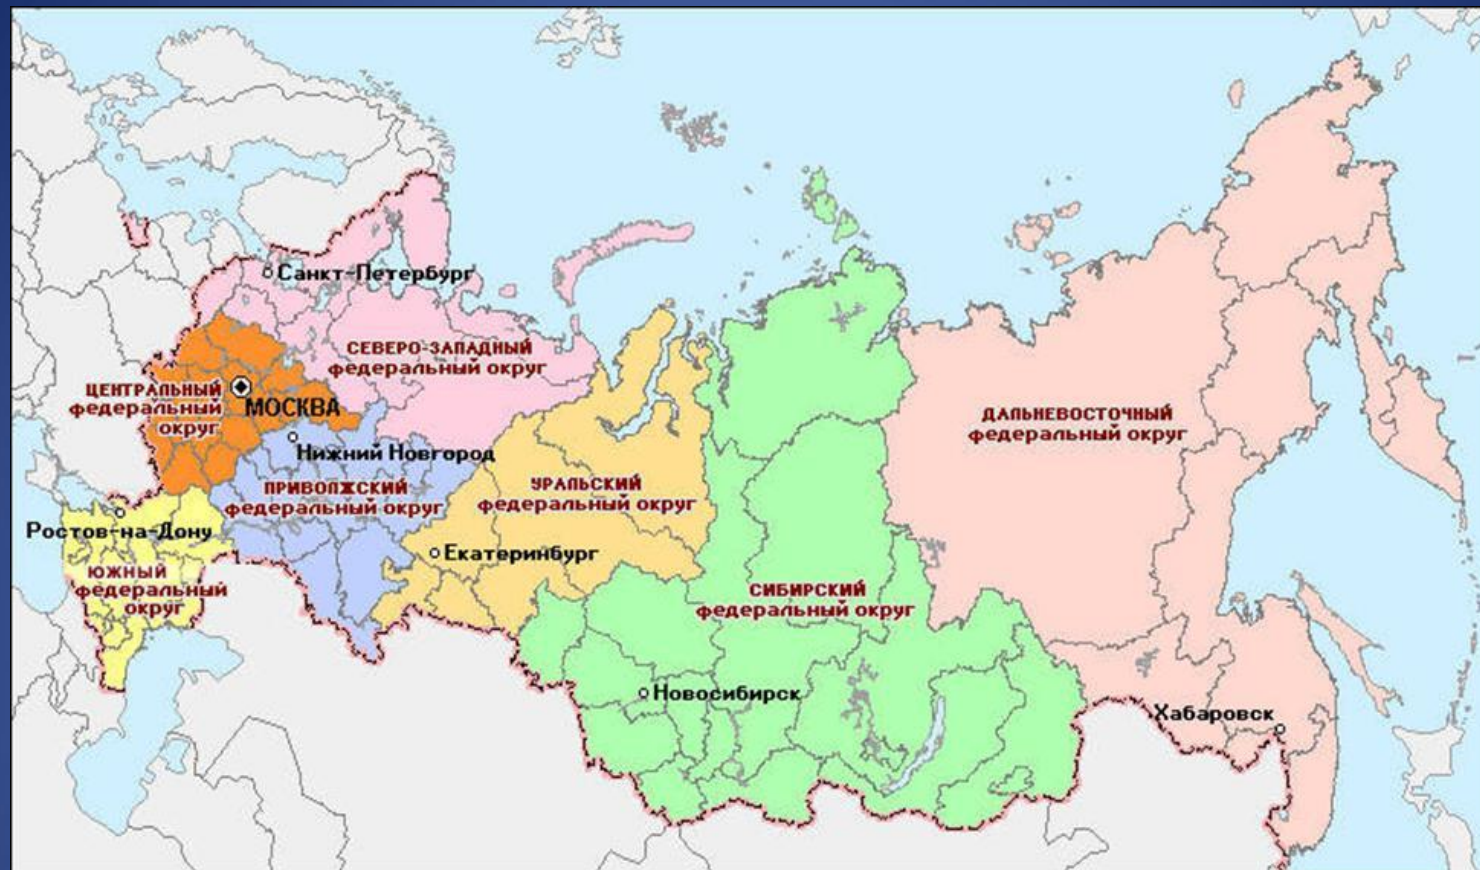 Санкт-Петербург
СЕВЕРО-ЗАПАДНЫЙ
федеральный округ
ЦЕНТРАЛЬНЫЙ
федеральный
округ
МОСКВА
ДАЛЬНЕВОСТОЧНЫЙ
федеральный округ
Нижний Новгород
ПРИВОЛЖСКИЙ
федеральный округ
УРАЛЬСКИЙ
федеральный округ
Ростов-на-Дону
Екатеринбург
ЮЖНЫЙ
федеральный
округ
СИБИРСКИЙ
федеральный округ
Новосибирск
Хабаровск